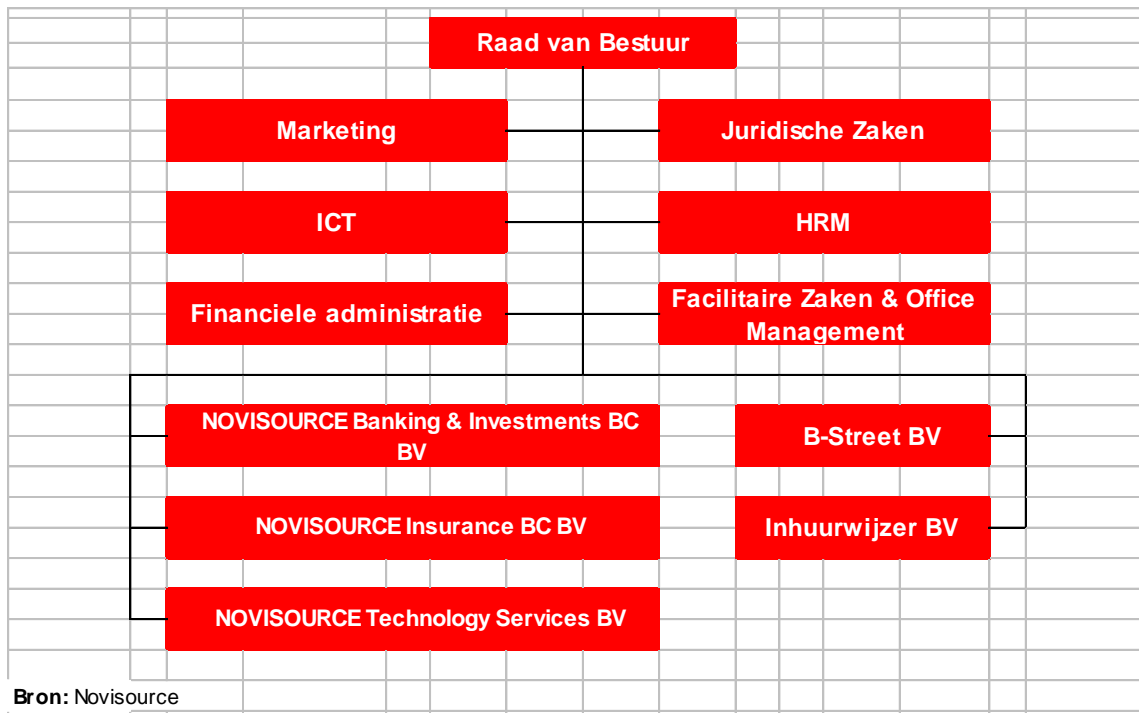 Raad van Bestuur
Marketing
Juridische Zaken
ICT
HRM
Financiele administratie
Facilitaire Zaken & Office
Management
NOVISOURCE Banking & Investments BC
BV
B-Street BV
NOVISOURCE Insurance BC BV
Inhuurwijzer BV
NOVISOURCE Technology Services BV
Bron: Novisource